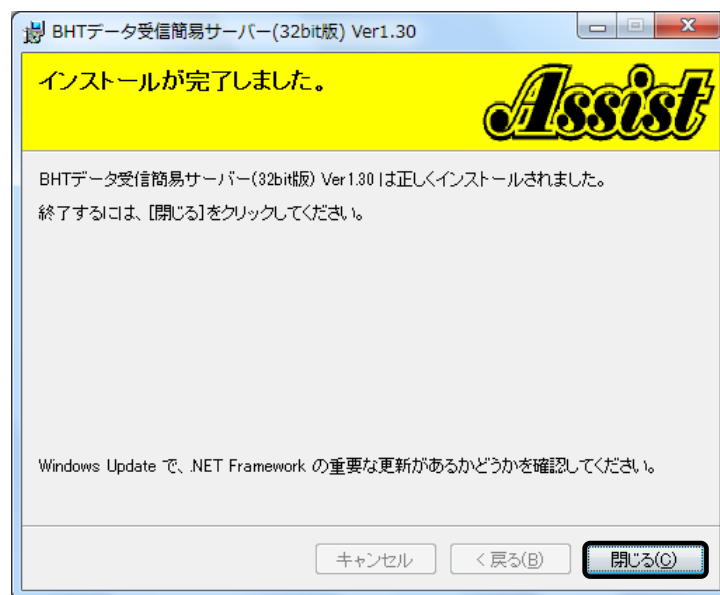 BHTデータ受信簡易サーバー(32bit版) Ver1.30
インストールが完了しました。
Assist
BHTデータ受信簡易サーバー(32bit版) Ver1.30 は正しくインストールされました。
終了するには、[閉じる]をクリックしてください。
Windows Update で、.NET Framework の重要な更新があるかどうかを確認してください。
キャンセル
< 戻る(B)
閉じる(C)